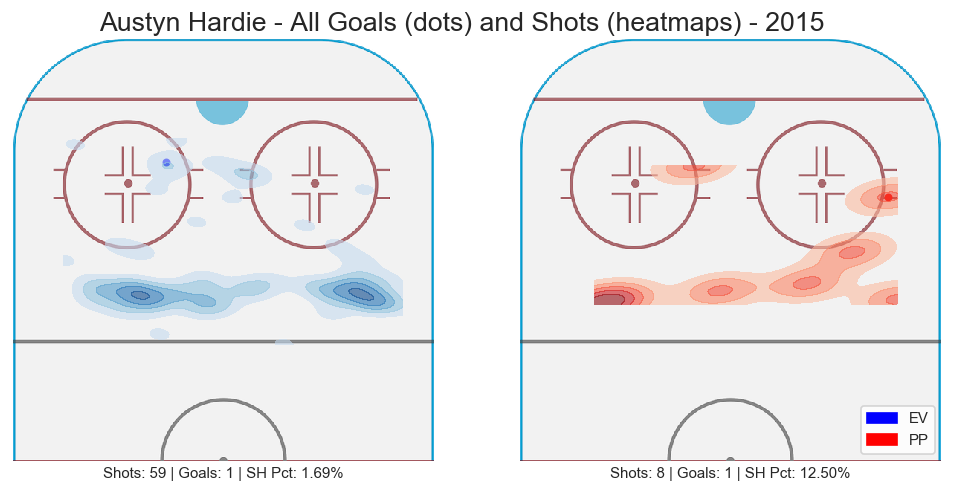 Austyn Hardie - All Goals (dots) and Shots (heatmaps) - 2015
EV
PP
Shots: 59 | Goals: 1 | SH Pct: 1.69%
Shots: 8 | Goals: 1 | SH Pct: 12.50%